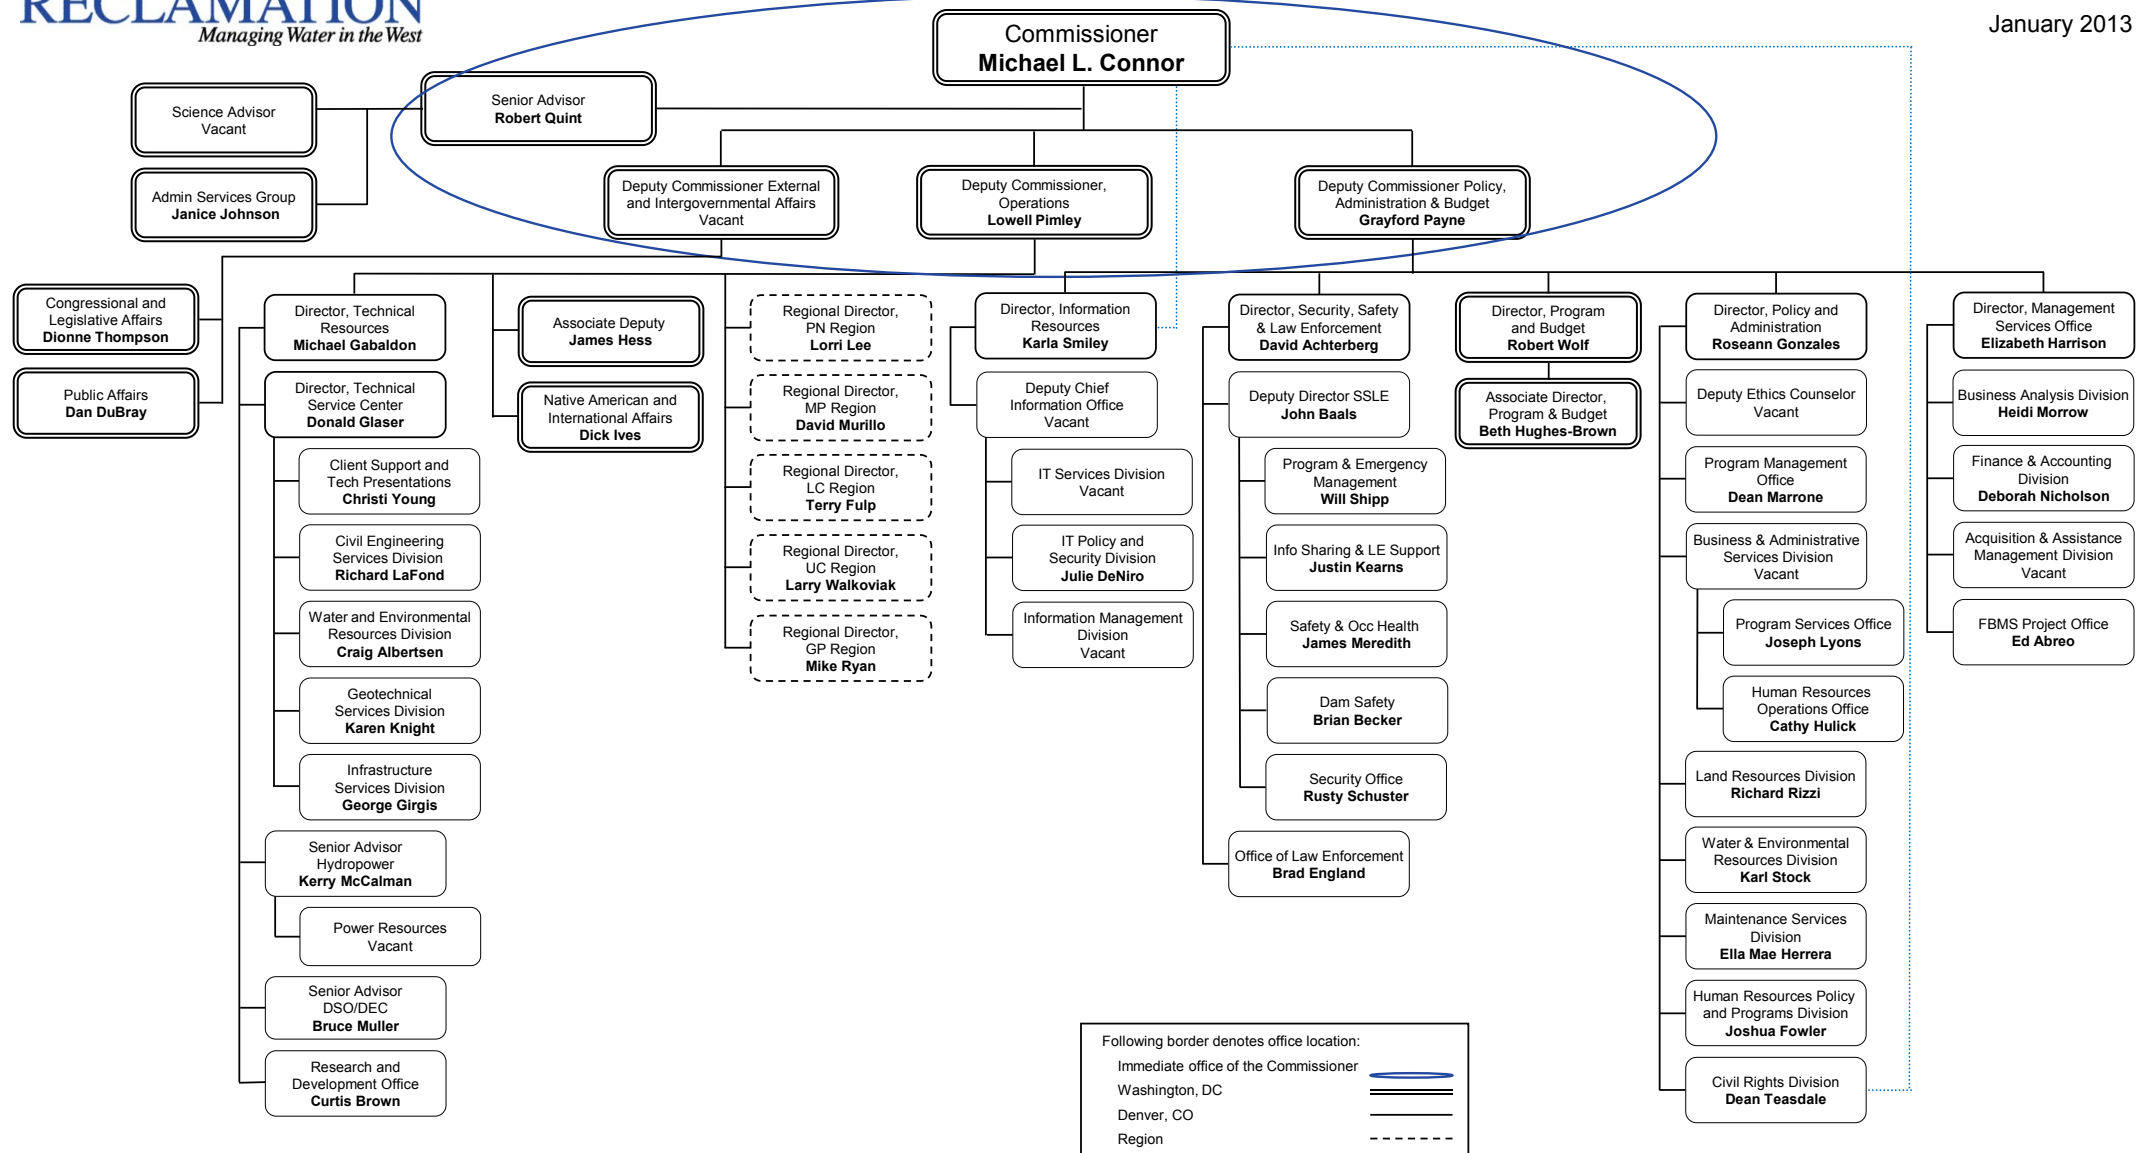 RECLAMATION
Managing Water in the West
January 2013
Commissioner
Michael L. Connor
Senior Advisor
Robert Quint
Science Advisor
Vacant
Admin Services Group
Janice Johnson
Deputy Commissioner External
and Intergovernmental Affairs
Vacant
Deputy Commissioner,
Operations
Lowell Pimley
Deputy Commissioner Policy,
Administration & Budget
Grayford Payne
Congressional and
Legislative Affairs
Dionne Thompson
Public Affairs
Dan DuBray
Director, Technical
Resources
Michael Gabaldon
Director, Technical
Service Center
Donald Glaser
Client Support and
Tech Presentations
Christi Young
Civil Engineering
Services Division
Richard LaFond
Water and Environmental
Resources Division
Craig Albertsen
Geotechnical
Services Division
Karen Knight
Infrastructure
Services Division
George Girgis
Senior Advisor
Hydropower
Kerry McCalman
Power Resources
Vacant
Senior Advisor
DSO/DEC
Bruce Muller
Research and
Development Office
Curtis Brown
Associate Deputy
James Hess
Native American and
International Affairs
Dick Ives
Regional Director,
PN Region
Lorri Lee
Regional Director,
MP Region
David Murillo
Regional Director,
LC Region
Terry Fulp
Regional Director,
UC Region
Larry Walkoviak
Regional Director,
GP Region
Mike Ryan
Director, Information
Resources
Karla Smiley
Deputy Chief
Information Office
Vacant
IT Services Division
Vacant
IT Policy and
Security Division
Julie DeNiro
Information Management
Division
Vacant
Director, Security, Safety
& Law Enforcement
David Achterberg
Deputy Director SSLE
John Baals
Program & Emergency
Management
Will Shipp
Info Sharing & LE Support
Justin Kearns
Safety & Occ Health
James Meredith
Dam Safety
Brian Becker
Security Office
Rusty Schuster
Office of Law Enforcement
Brad England
Director, Program
and Budget
Robert Wolf
Associate Director,
Program & Budget
Beth Hughes-Brown
Director, Policy and
Administration
Roseann Gonzales
Deputy Ethics Counselor
Vacant
Program Management
Office
Dean Marrone
Business & Administrative
Services Division
Vacant
Program Services Office
Joseph Lyons
Human Resources
Operations Office
Cathy Hulick
Land Resources Division
Richard Rizzi
Water & Environmental
Resources Division
Karl Stock
Maintenance Services
Division
Ella Mae Herrera
Human Resources Policy
and Programs Division
Joshua Fowler
Civil Rights Division
Dean Teasdale
Director, Management
Services Office
Elizabeth Harrison
Business Analysis Division
Heidi Morrow
Finance & Accounting
Division
Deborah Nicholson
Acquisition & Assistance
Management Division
Vacant
FBMS Project Office
Ed Abreo
Following border denotes office location:
Immediate office of the Commissioner
Washington, DC
Denver, CO
Region